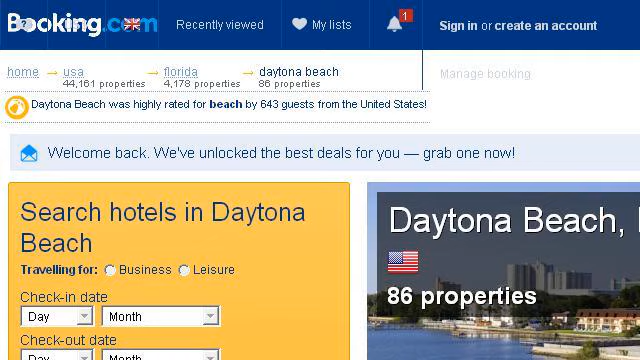 Booking.com
Recently viewed
My lists
1
Sign in or create an account
home → usa → florida → daytona beach
44,161 properties 4,178 properties 86 properties
Manage booking
Daytona Beach was highly rated for beach by 643 guests from the United States!
Welcome back. We've unlocked the best deals for you — grab one now!
Search hotels in Daytona
Beach
Travelling for: Business Leisure
Check-in date
Day Month
Check-out date
Day Month
Daytona Beach,
86 properties